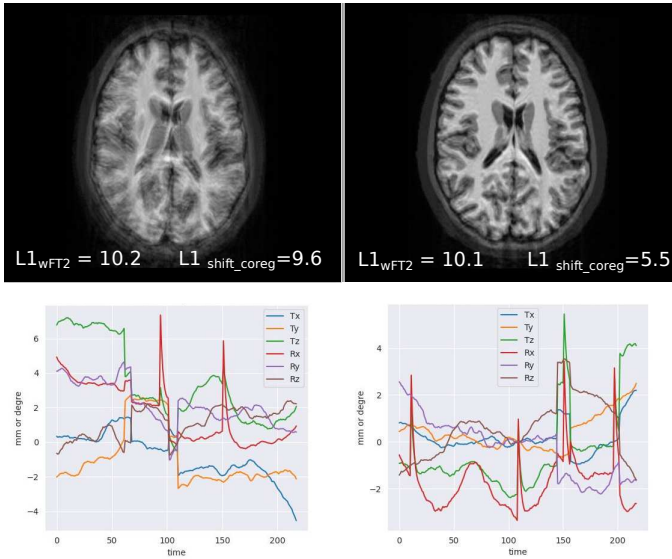 L1wFT2 = 10.2 L1 shift_coreg=9.6
L1wFT2 = 10.1 L1 shift_coreg=5.5
mm or degre
6
4
2
0
−2
−4
0 50 100 150 200
time
Tx
Ty
Tz
Rx
Ry
Rz
mm or degre
4
2
0
−2
0 50 100 150 200
time
Tx
Ty
Tz
Rx
Ry
Rz